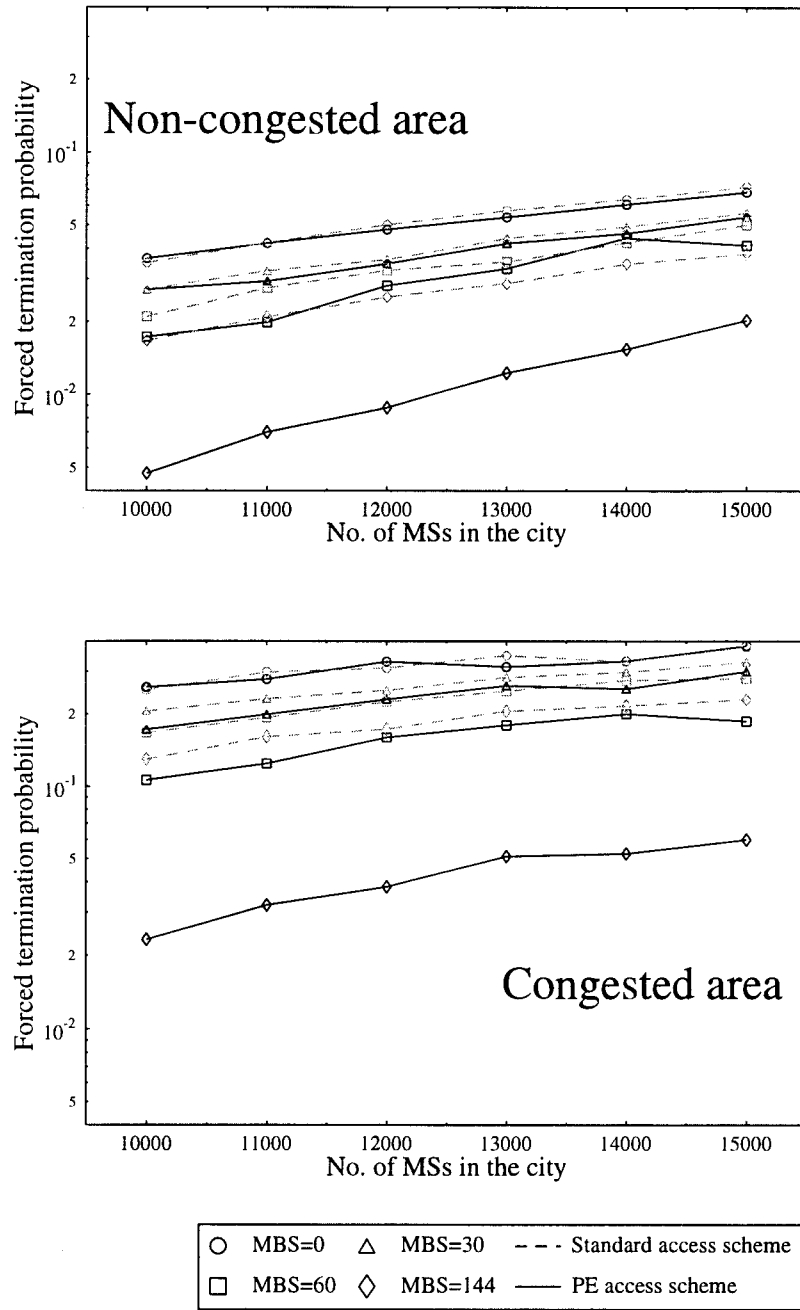 2
Non-congested area
10^-1
5
2
10^-2
5
Forced termination probability
10000 11000 12000 13000 14000 15000
No. of MSs in the city
2
10^-1
5
2
Congested area
10^-2
5
Forced termination probability
10000 11000 12000 13000 14000 15000
No. of MSs in the city
MBS=0 MBS=30 Standard access scheme
MBS=60 MBS=144 PE access scheme